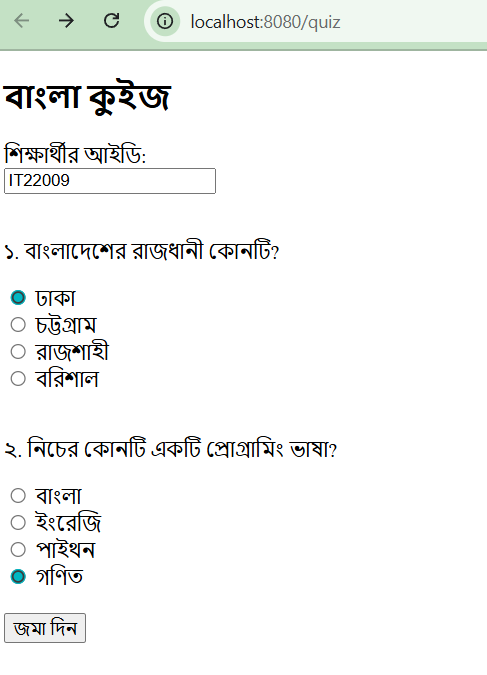 localhost:8080/quiz
বাংলা কুইজ
শিক্ষার্থীর আইডি:
IT22009
১. বাংলাদেশের রাজধানী কোনটি?
ঢাকা
চট্টগ্রাম
রাজশাহী
বরিশাল
২. নিচের কোনটি একটি প্রোগ্রামিং ভাষা?
বাংলা
ইংরেজি
পাইথন
গণিত
জমা দিন